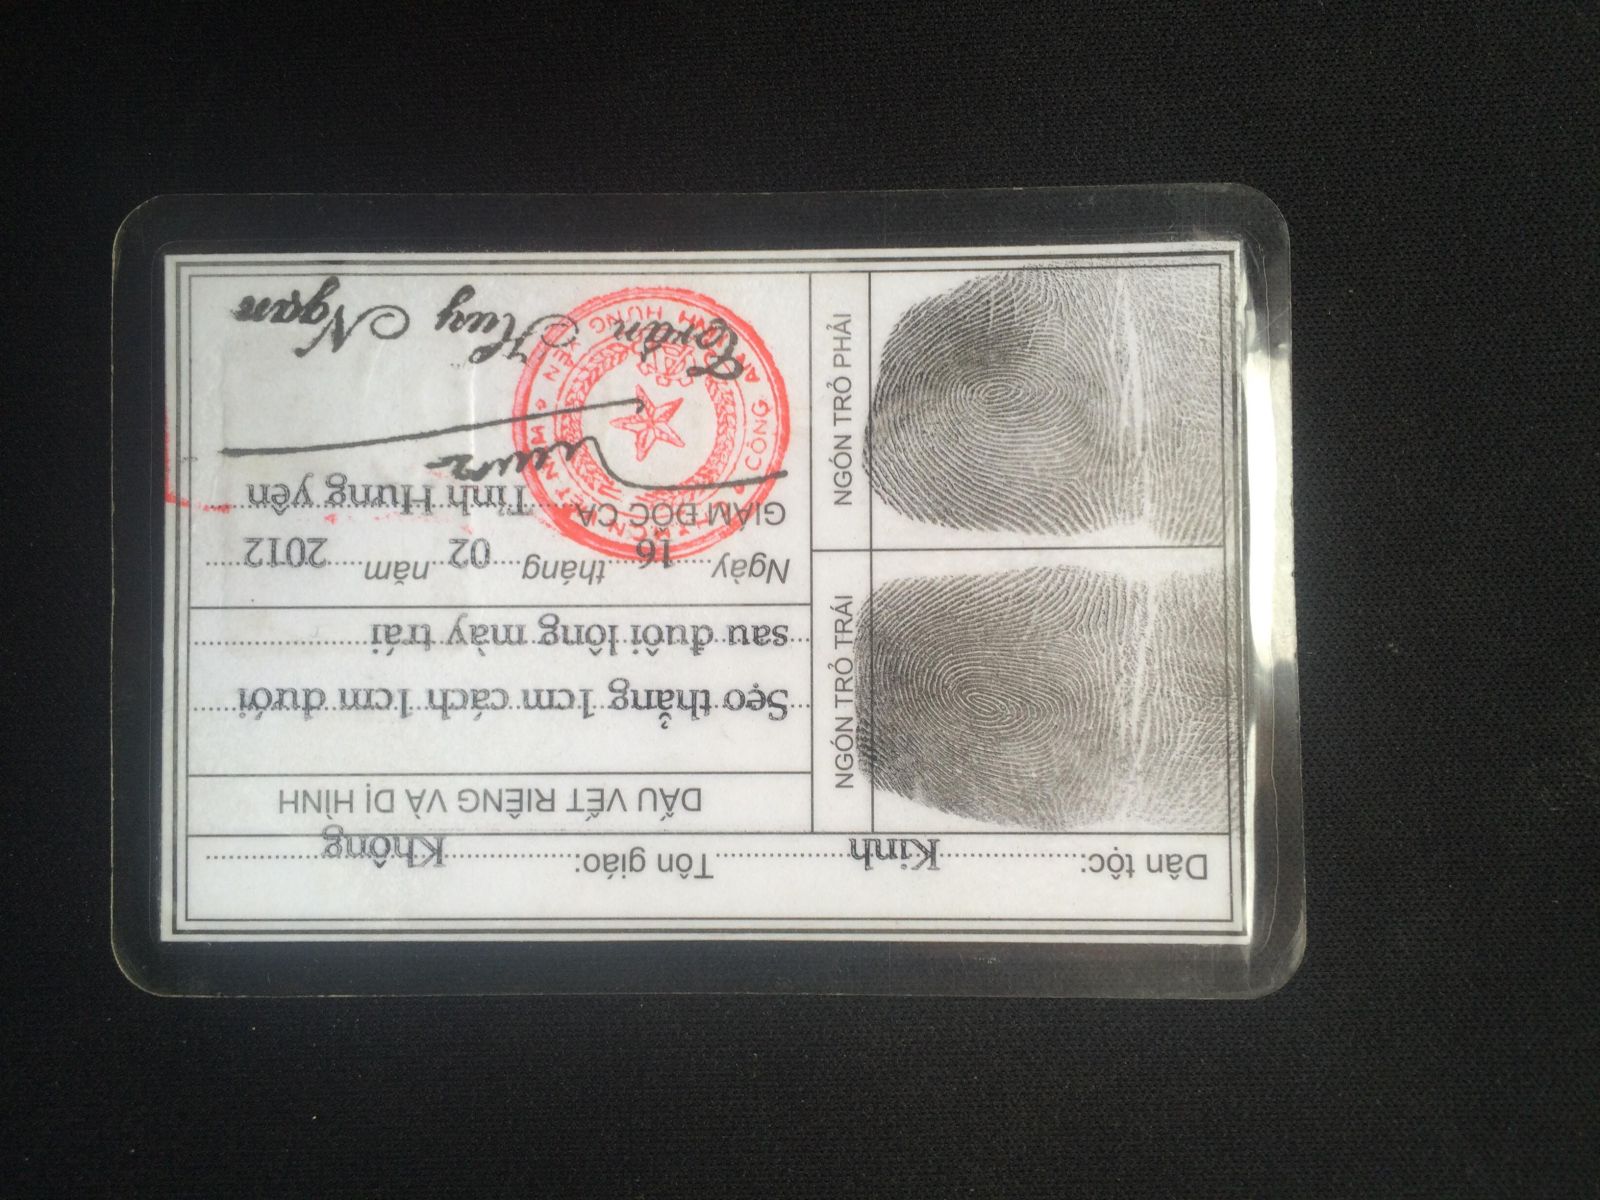 Dân tộc: Kinh Tôn giáo: Không
NGÓN TRỎ TRÁI
NGÓN TRỎ PHẢI
DẤU VẾT RIÊNG VÀ DỊ HÌNH
Sẹo thẳng 1cm cách 1cm dưới
sau đuôi lông mày trái
Ngày 16 tháng 02 năm 2012
GIÁM ĐỐC CA Tỉnh Hưng yên
CÔNG AN TỈNH HƯNG YÊN
Trần Huy Ngạn